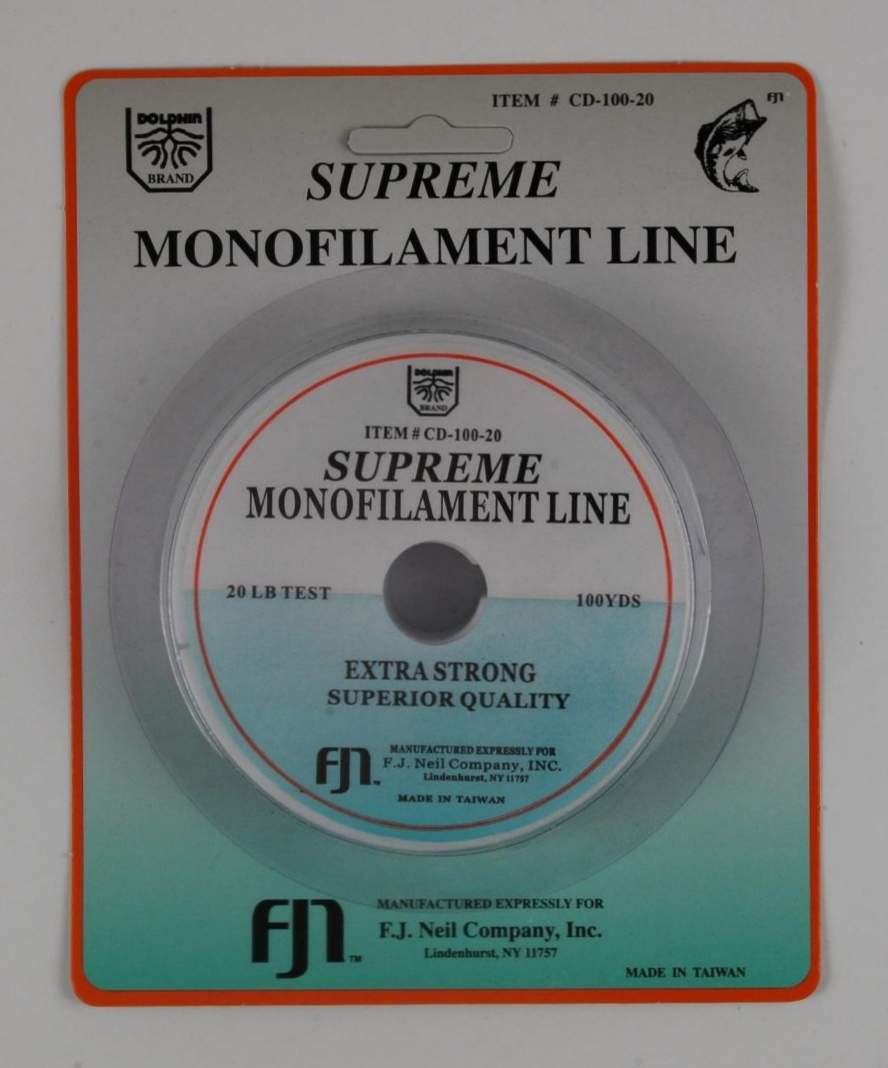 ITEM # CD-100-20
FJN
DOLPHIN
BRAND
SUPREME
MONOFILAMENT LINE
DOLPHIN
BRAND
ITEM # CD-100-20
SUPREME
MONOFILAMENT LINE
20 LB TEST
100YDS
EXTRA STRONG
SUPERIOR QUALITY
FJN™
MANUFACTURED EXPRESSLY FOR
F.J. Neil Company, INC.
Lindenhurst, NY 11757
MADE IN TAIWAN
FJN™
MANUFACTURED EXPRESSLY FOR
F.J. Neil Company, Inc.
Lindenhurst, NY 11757
MADE IN TAIWAN